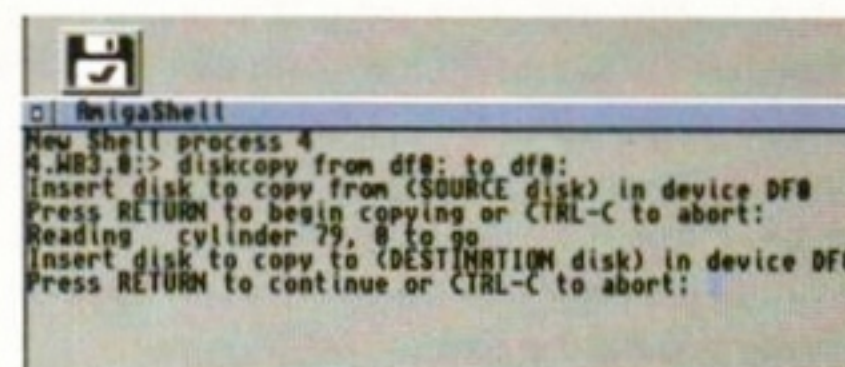 AmigaShell
New Shell process 4
4.WB3.0:> diskcopy from df0: to df0:
Insert disk to copy from (SOURCE disk) in device DF0
Press RETURN to begin copying or CTRL-C to abort:
Reading cylinder 79, 0 to go
Insert disk to copy to (DESTINATION disk) in device DF0
Press RETURN to continue or CTRL-C to abort: